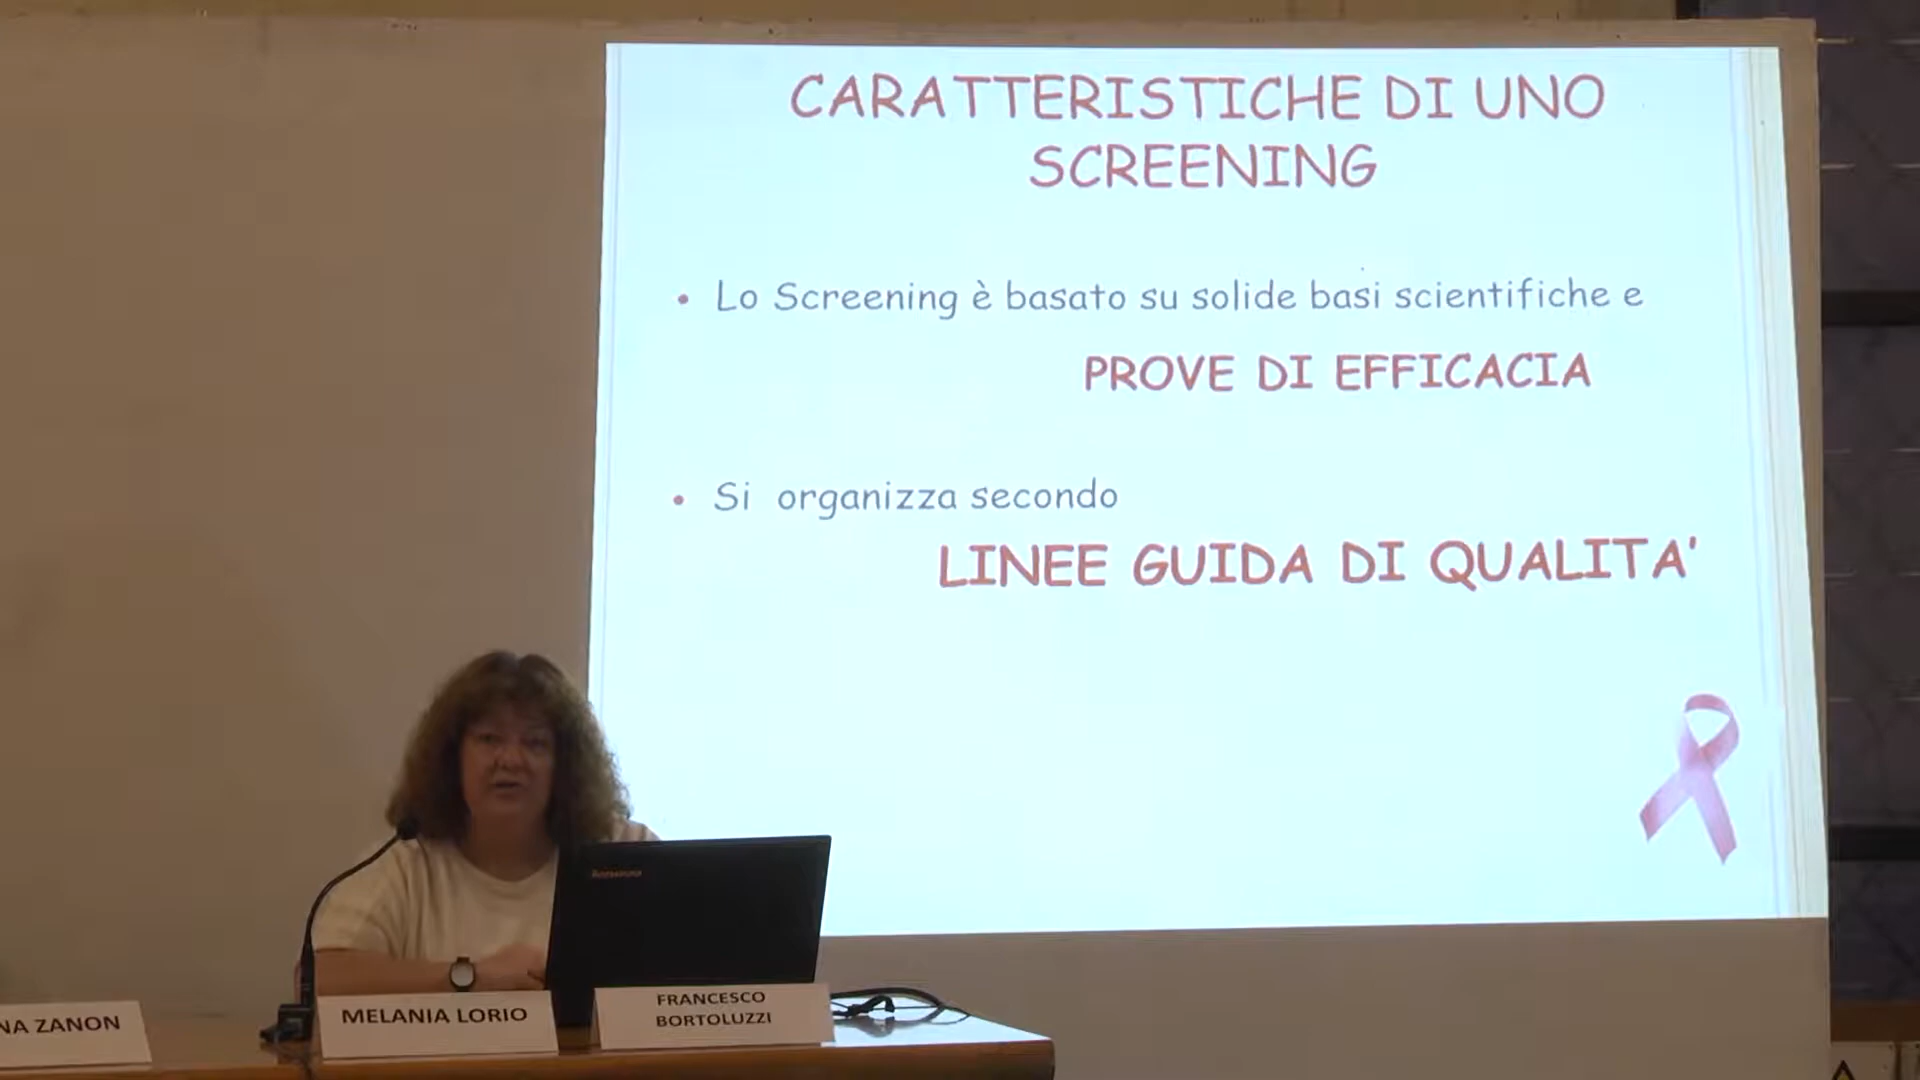 CARATTERISTICHE DI UNO
SCREENING
• Lo Screening è basato su solide basi scientifiche e
PROVE DI EFFICACIA
• Si organizza secondo
LINEE GUIDA DI QUALITA'
NA ZANON
MELANIA LORIO
FRANCESCO
BORTOLUZZI